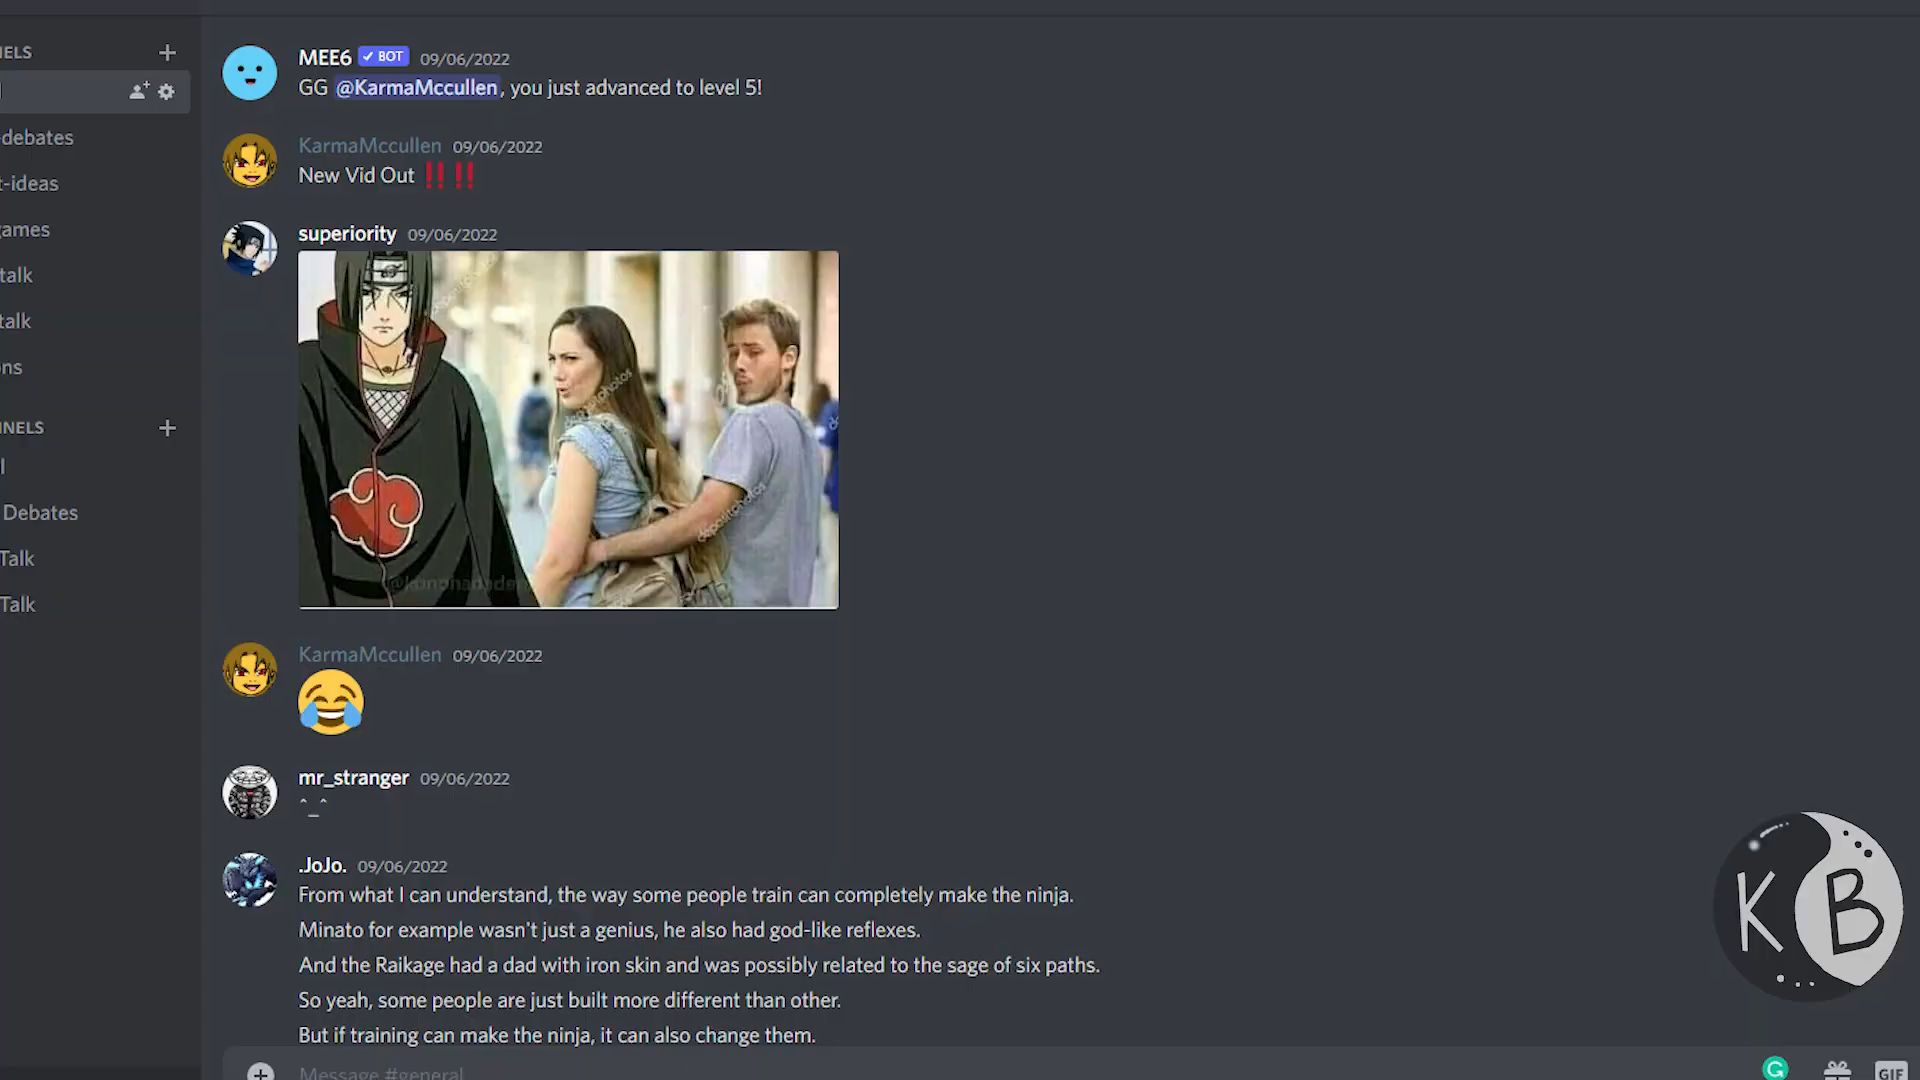 ELS
MEE6 BOT 09/06/2022
GG @KarmaMccullen, you just advanced to level 5!
-debates
KarmaMccullen 09/06/2022
New Vid Out ‼️ ‼️
-ideas
ames
superiority 09/06/2022
talk
alk
ns
NELS
Debates
Talk
Talk
depositphotos
KarmaMccullen 09/06/2022
mr_stranger 09/06/2022
^_^
.JoJo. 09/06/2022
From what I can understand, the way some people train can completely make the ninja.
Minato for example wasn't just a genius, he also had god-like reflexes.
And the Raikage had a dad with iron skin and was possibly related to the sage of six paths.
So yeah, some people are just built more different than other.
But if training can make the ninja, it can also change them.
K B
Message #general
G
GIF